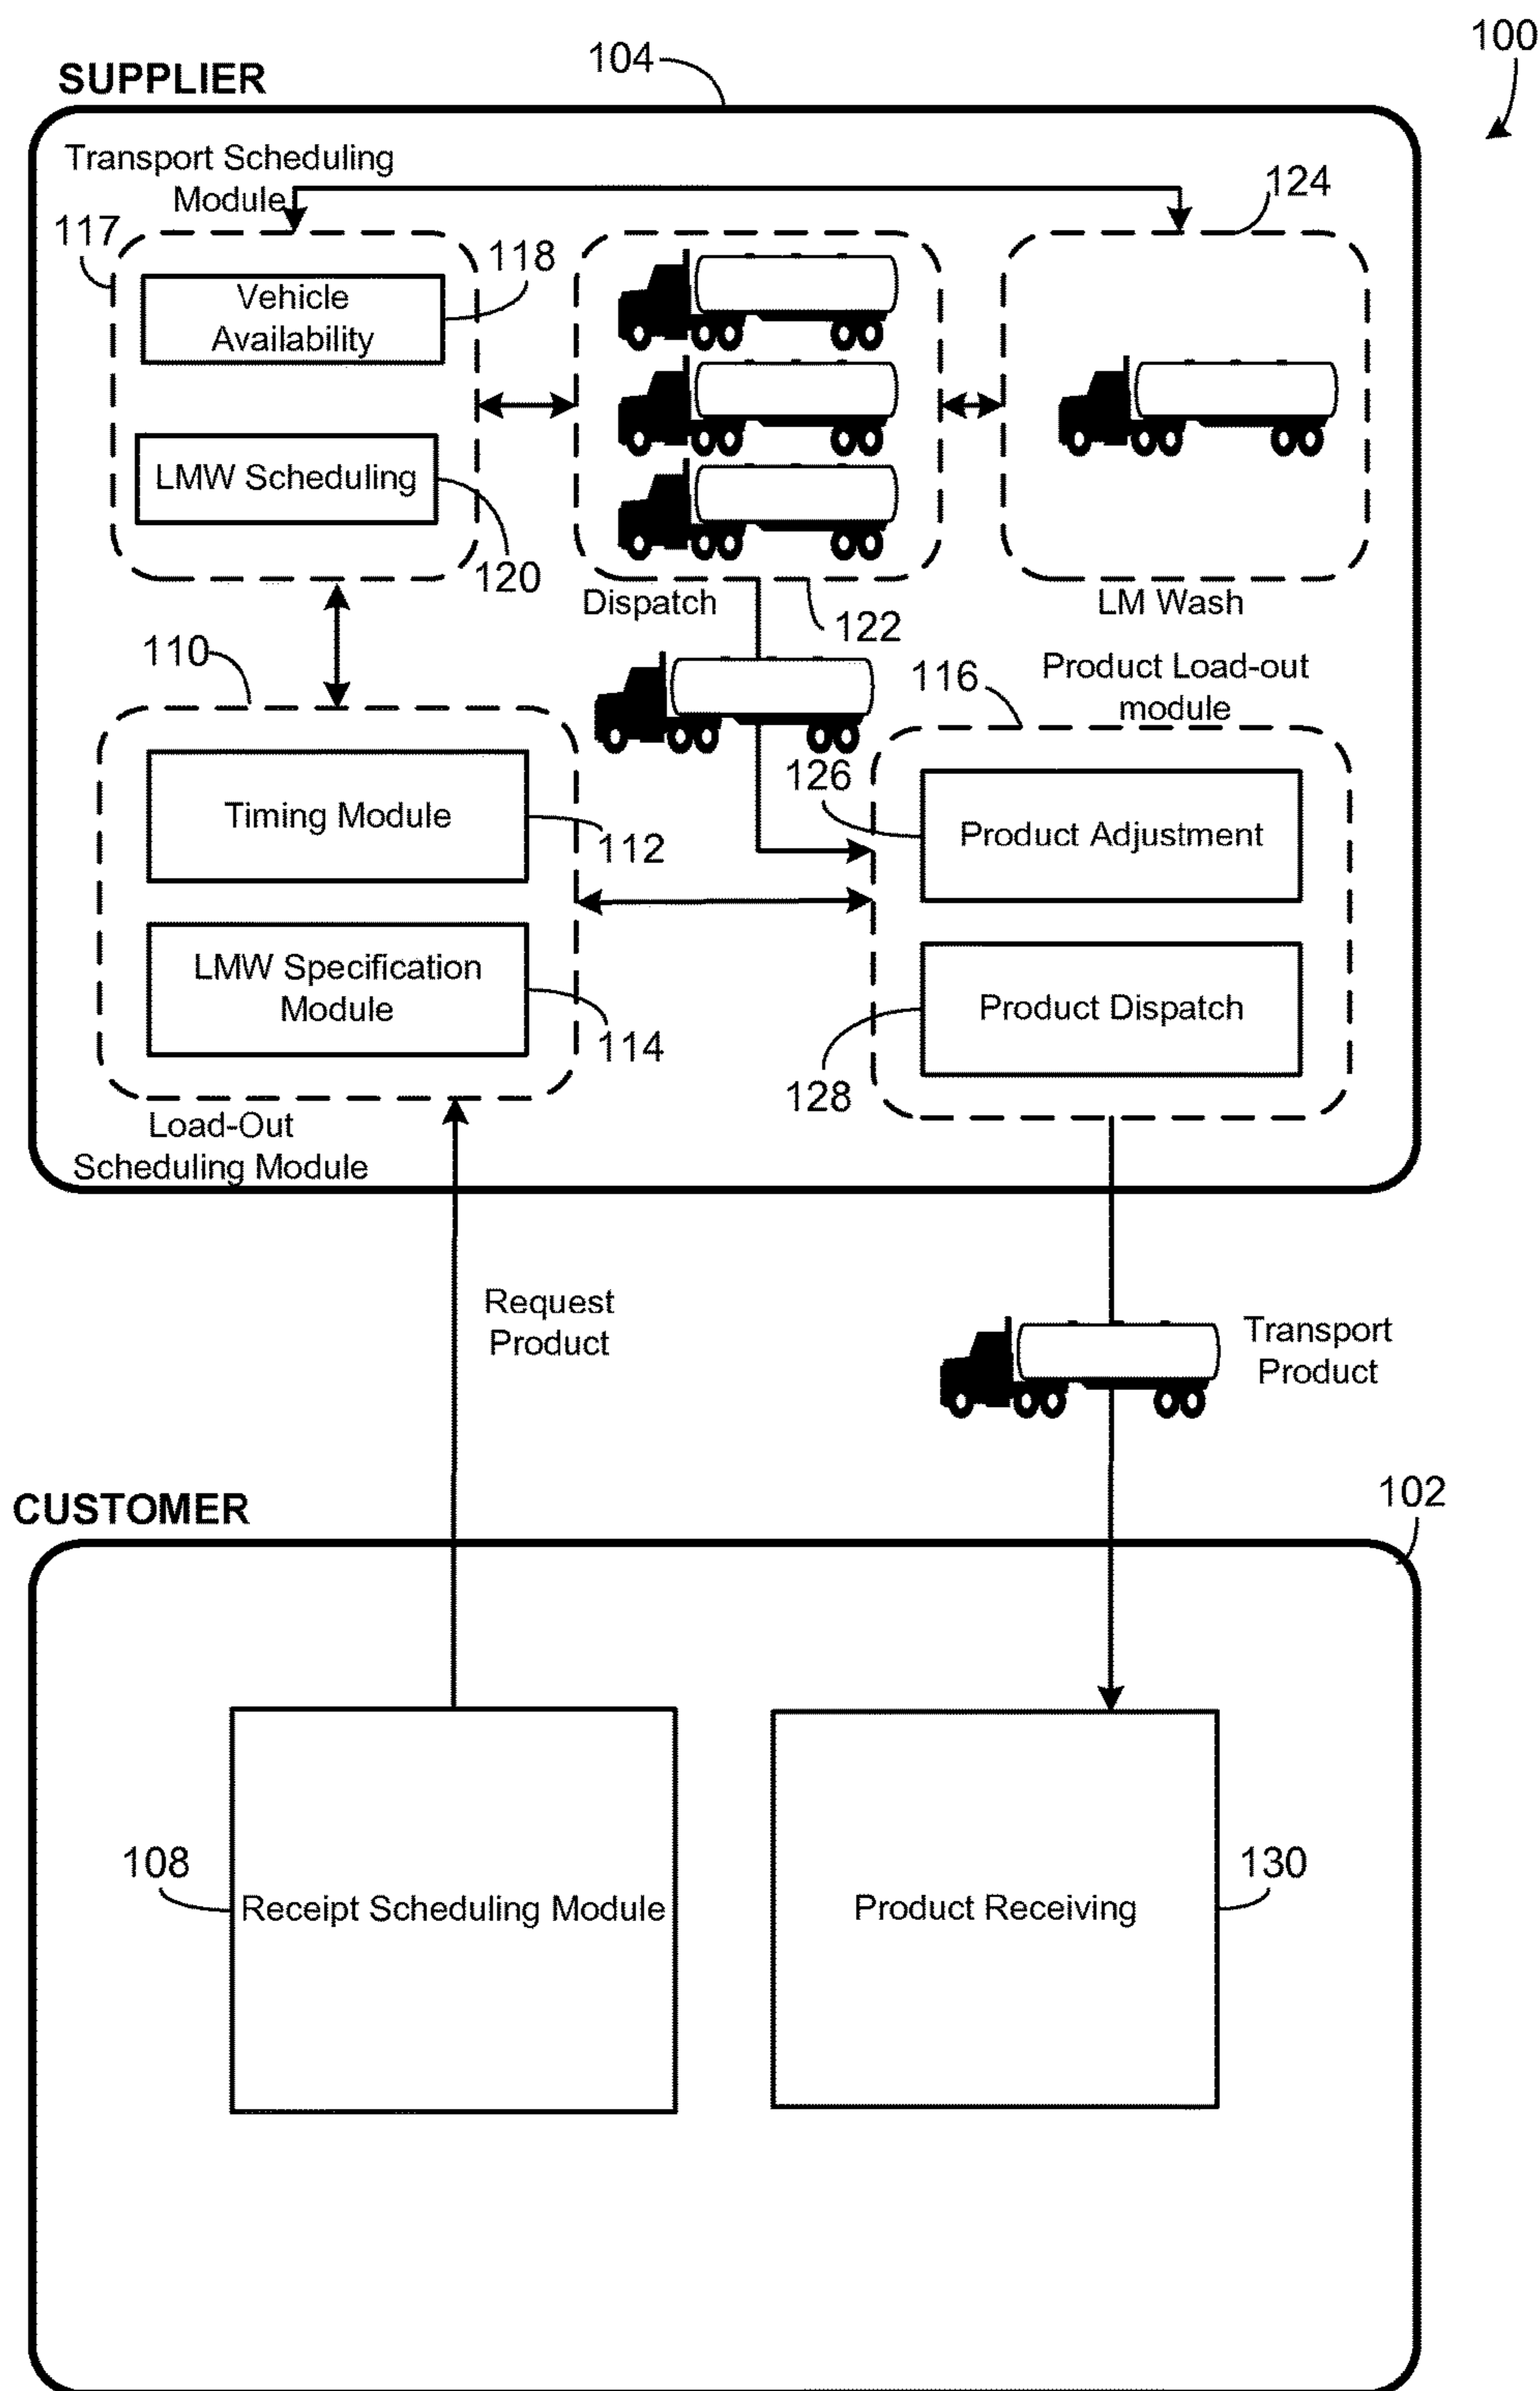 100
104
SUPPLIER
Transport Scheduling
Module
124
117
118
Vehicle
Availability
LMW Scheduling
120
Dispatch
122
LM Wash
110
116
Product Load-out
module
126
Timing Module
112
Product Adjustment
LMW Specification
Module
114
Product Dispatch
128
Load-Out
Scheduling Module
Request
Product
Transport
Product
CUSTOMER
102
108
Receipt Scheduling Module
Product Receiving
130